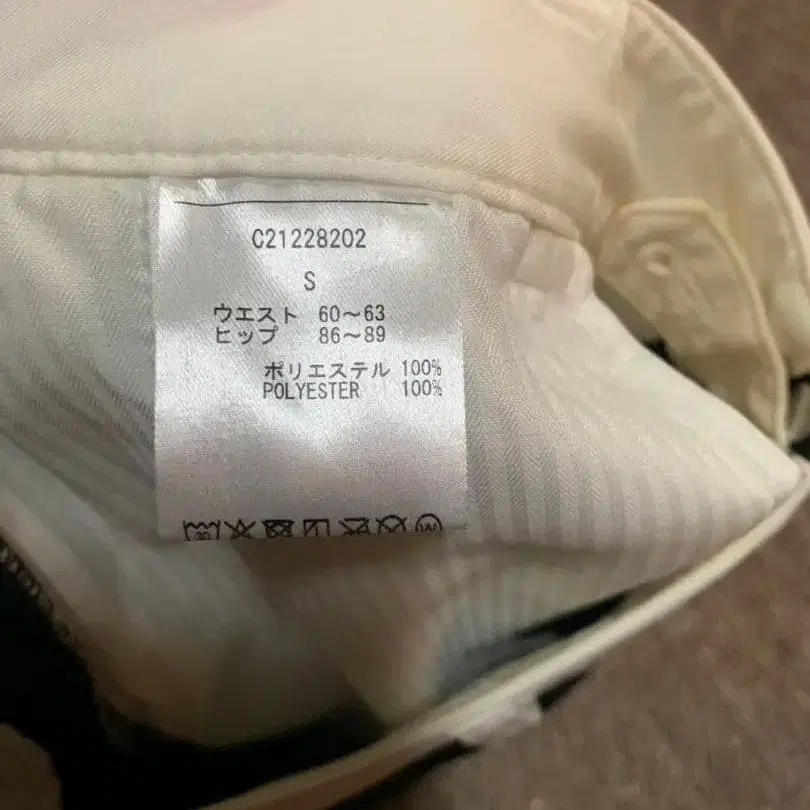 C21228202
S
ウエスト 60～63
ヒップ 86～89
ポリエステル 100%
POLYESTER 100%
30
W